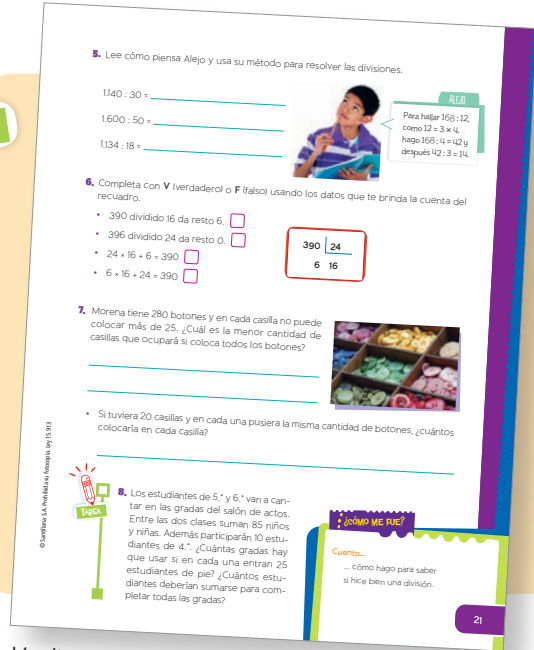 5. Lee cómo piensa Alejo y usa su método para resolver las divisiones.
1.140 : 30 =
1.600 : 50 =
1.134 : 18 =
ALEJO
Para hallar 168 : 12,
como 12 = 3 × 4,
hago 168 : 4 = 42 y
después 42 : 3 = 14.
6. Completa con V (verdadero) o F (falso) usando los datos que te brinda la cuenta del
recuadro.
• 390 dividido 16 da resto 6.
• 396 dividido 24 da resto 0.
• 24 × 16 + 6 = 390
• 6 × 16 + 24 = 390
390 24
6 16
7. Morena tiene 280 botones y en cada casilla no puede
colocar más de 25. ¿Cuál es la menor cantidad de
casillas que ocupará si coloca todos los botones?
• Si tuviera 20 casillas y en cada una pusiera la misma cantidad de botones, ¿cuántos
colocaría en cada casilla?
© Santillana S.A. Prohibida su fotocopia. Ley 15.913
TAREA
8. Los estudiantes de 5.° y 6.° van a can-
tar en las gradas del salón de actos.
Entre las dos clases suman 85 niños
y niñas. Además participarán 10 estu-
diantes de 4.°. ¿Cuántas gradas hay
que usar si en cada una entran 25
estudiantes de pie? ¿Cuántos estu-
diantes deberían sumarse para com-
pletar todas las gradas?
¿CÓMO ME FUE?
Cuento...
... cómo hago para saber
si hice bien una división.
21